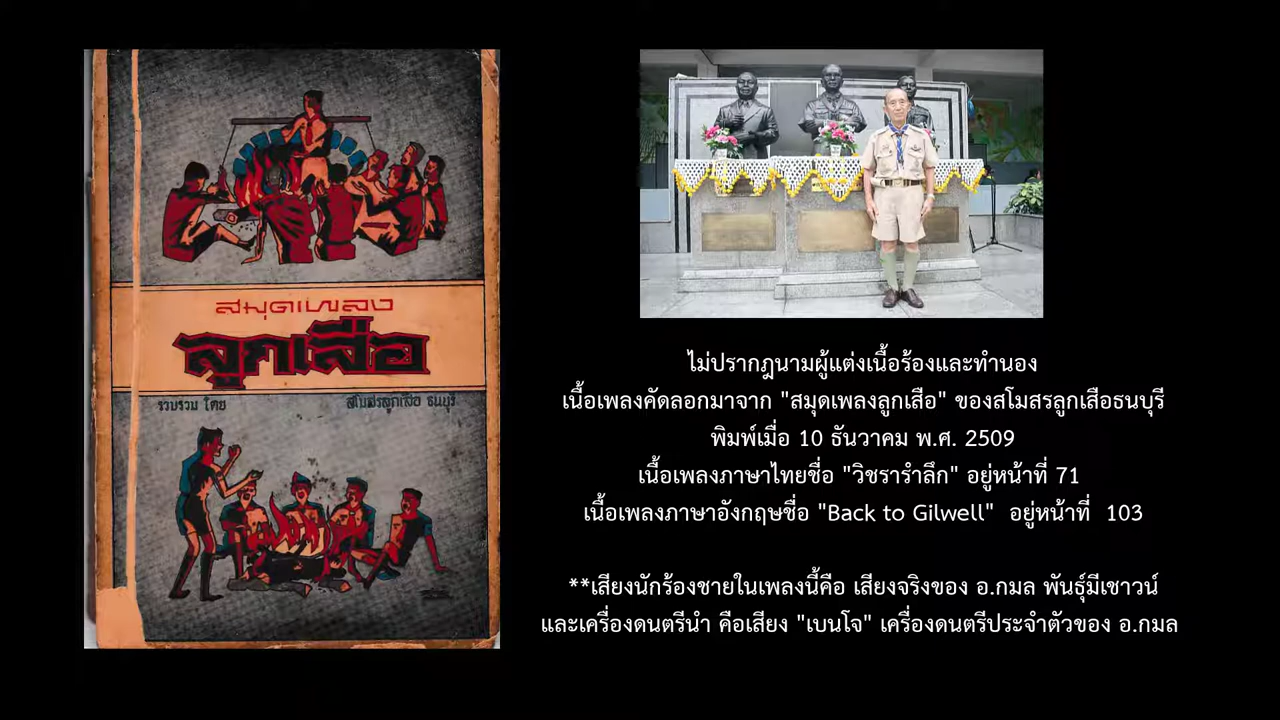 สมุดเพลง
ลูกเสือ
รวบรวม โดย สโมสรลูกเสือ ธนบุรี
ไม่ปรากฎนามผู้แต่งเนื้อร้องและทำนอง
เนื้อเพลงคัดลอกมาจาก "สมุดเพลงลูกเสือ" ของสโมสรลูกเสือธนบุรี
พิมพ์เมื่อ 10 ธันวาคม พ.ศ. 2509
เนื้อเพลงภาษาไทยชื่อ "วิชรารำลึก" อยู่หน้าที่ 71
เนื้อเพลงภาษาอังกฤษชื่อ "Back to Gilwell" อยู่หน้าที่ 103
**เสียงนักร้องชายในเพลงนี้คือ เสียงจริงของ อ.กมล พันธุ์มีเชาวน์
และเครื่องดนตรีนำ คือเสียง "เบนโจ" เครื่องดนตรีประจำตัวของ อ.กมล